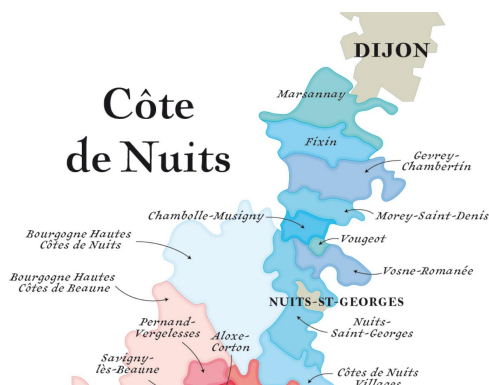 DIJON
Côte
de Nuits
Marsannay
Fixin
Gevrey-
Chambertin
Chambolle-Musigny
Morey-Saint-Denis
Bourgogne Hautes
Côtes de Nuits
Vougeot
Vosne-Romanée
Bourgogne Hautes
Côtes de Beaune
NUITS-ST-GEORGES
Pernand-
Vergelesses
Aloxe-
Corton
Nuits-
Saint-Georges
Savigny-
lès-Beaune
Côtes de Nuits
Villages